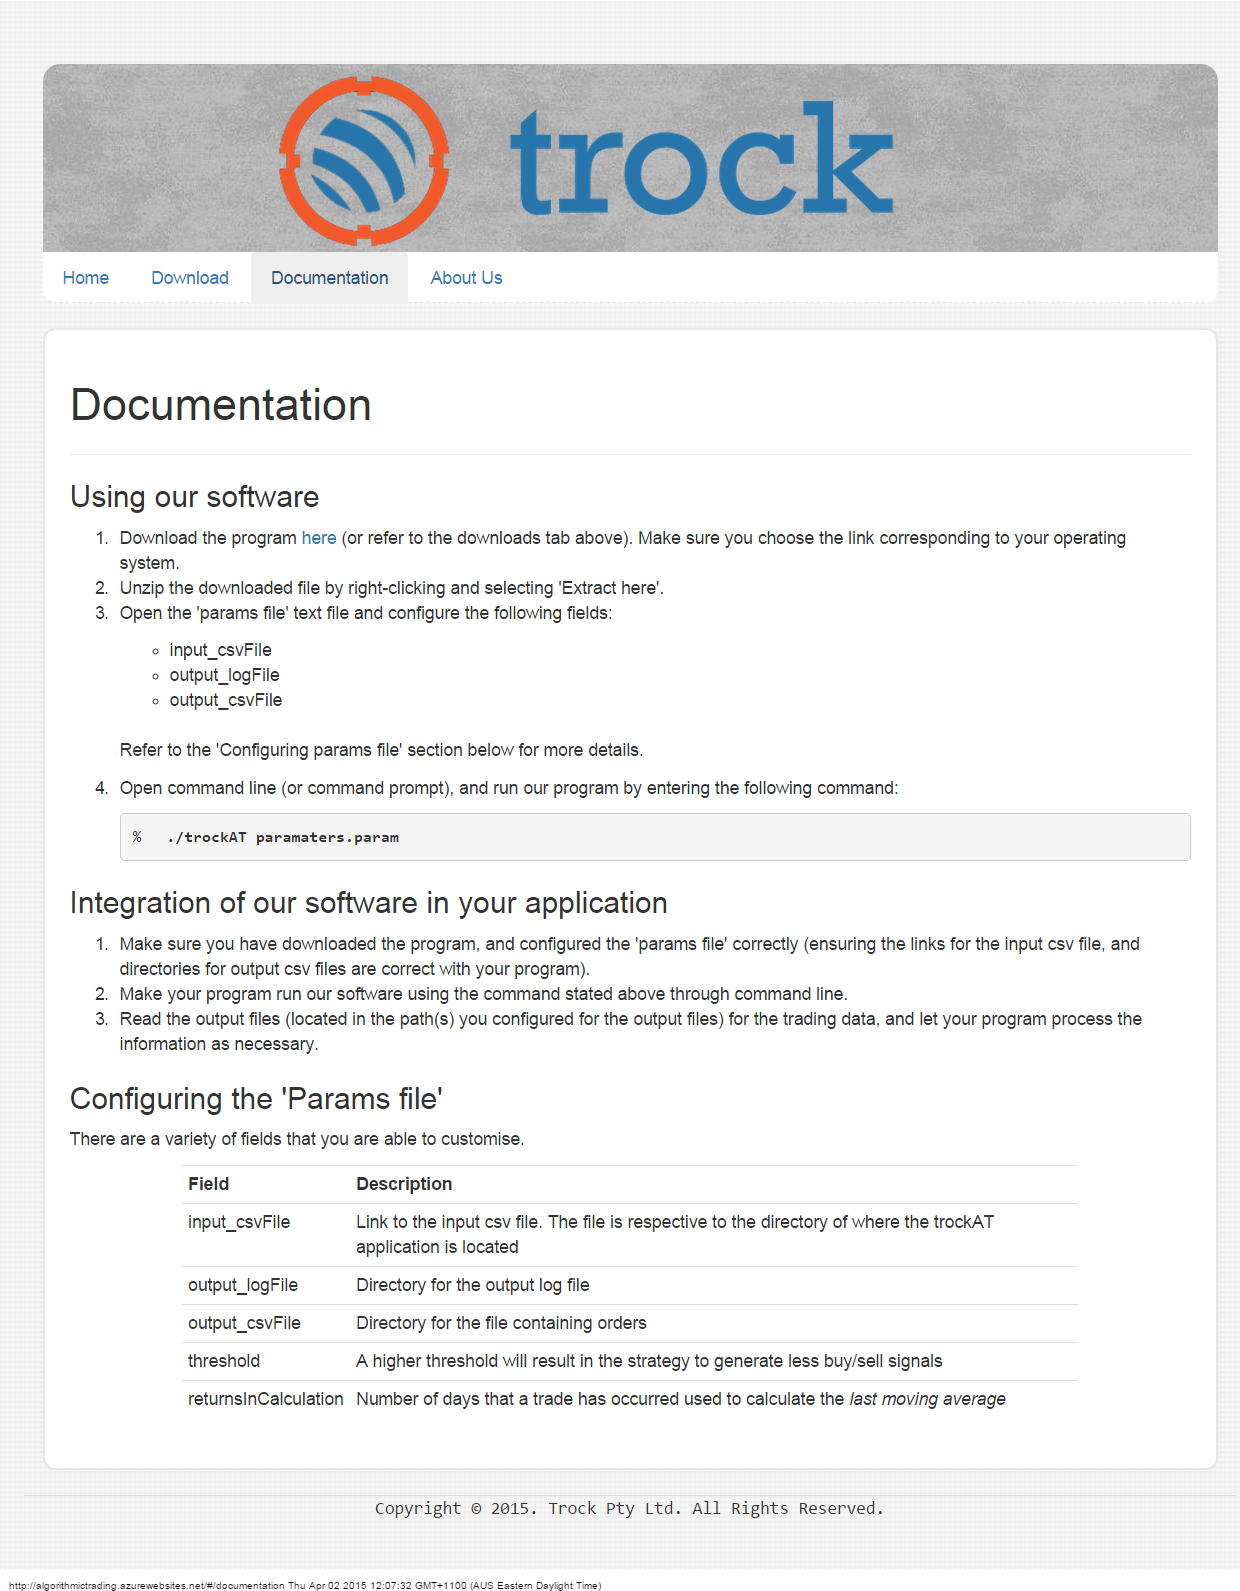 trock
Home Download Documentation About Us
Documentation
Using our software
1. Download the program here (or refer to the downloads tab above). Make sure you choose the link corresponding to your operating
system.
2. Unzip the downloaded file by right-clicking and selecting 'Extract here'.
3. Open the 'params file' text file and configure the following fields:
◦ input_csvFile
◦ output_logFile
◦ output_csvFile
Refer to the 'Configuring params file' section below for more details.
4. Open command line (or command prompt), and run our program by entering the following command:
% ./trockAT paramaters.param
Integration of our software in your application
1. Make sure you have downloaded the program, and configured the 'params file' correctly (ensuring the links for the input csv file, and
directories for output csv files are correct with your program).
2. Make your program run our software using the command stated above through command line.
3. Read the output files (located in the path(s) you configured for the output files) for the trading data, and let your program process the
information as necessary.
Configuring the 'Params file'
There are a variety of fields that you are able to customise.
Field Description
input_csvFile Link to the input csv file. The file is respective to the directory of where the trockAT
application is located
output_logFile Directory for the output log file
output_csvFile Directory for the file containing orders
threshold A higher threshold will result in the strategy to generate less buy/sell signals
returnsInCalculation Number of days that a trade has occurred used to calculate the last moving average
Copyright © 2015. Trock Pty Ltd. All Rights Reserved.
http://algorithmictrading.azurewebsites.net/#/documentation Thu Apr 02 2015 12:07:32 GMT+1100 (AUS Eastern Daylight Time)